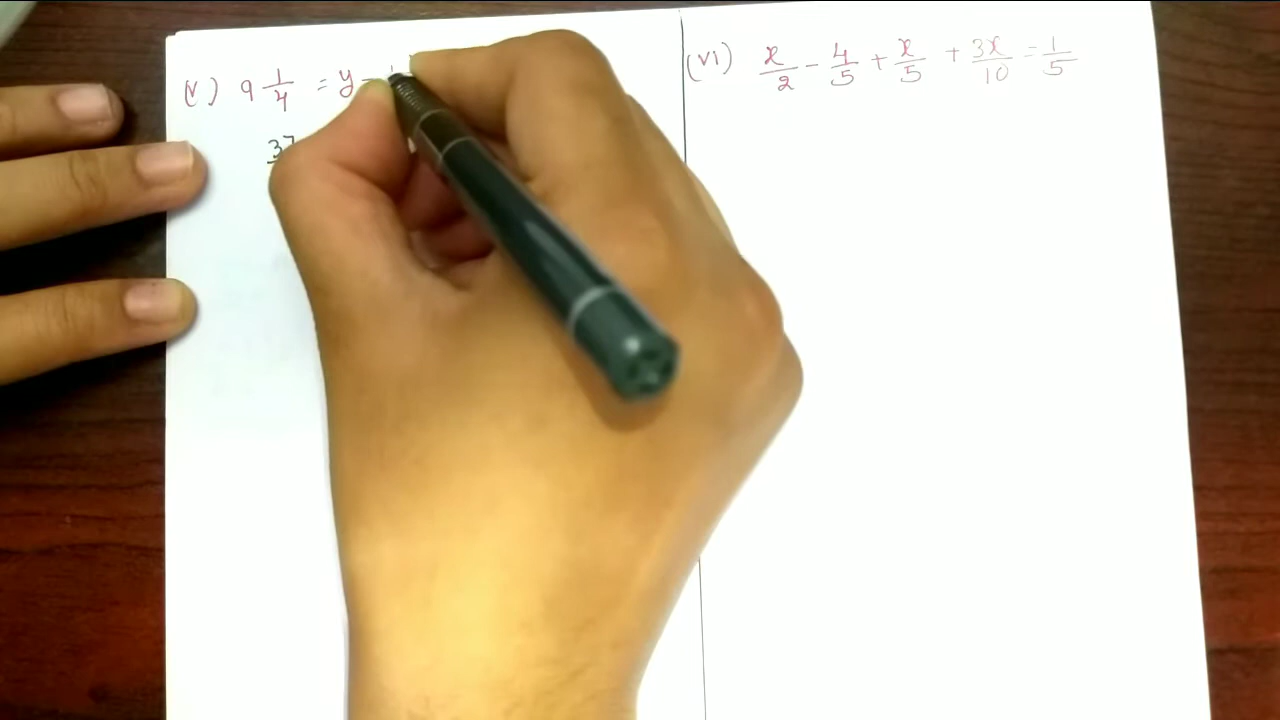 (v) 9 1/4 = y -
37
(vi) x/2 - 4/5 + x/5 + 3x/10 = 1/5